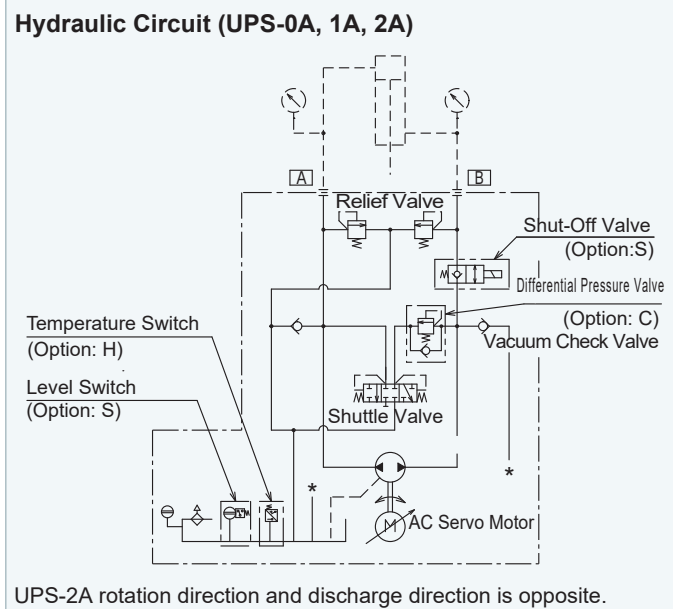 Hydraulic Circuit (UPS-0A, 1A, 2A)
A
B
Relief Valve
Shut-Off Valve
(Option:S)
Differential Pressure Valve
(Option: C)
Vacuum Check Valve
Temperature Switch
(Option: H)
Level Switch
(Option: S)
Shuttle Valve
*
*
M
AC Servo Motor
UPS-2A rotation direction and discharge direction is opposite.